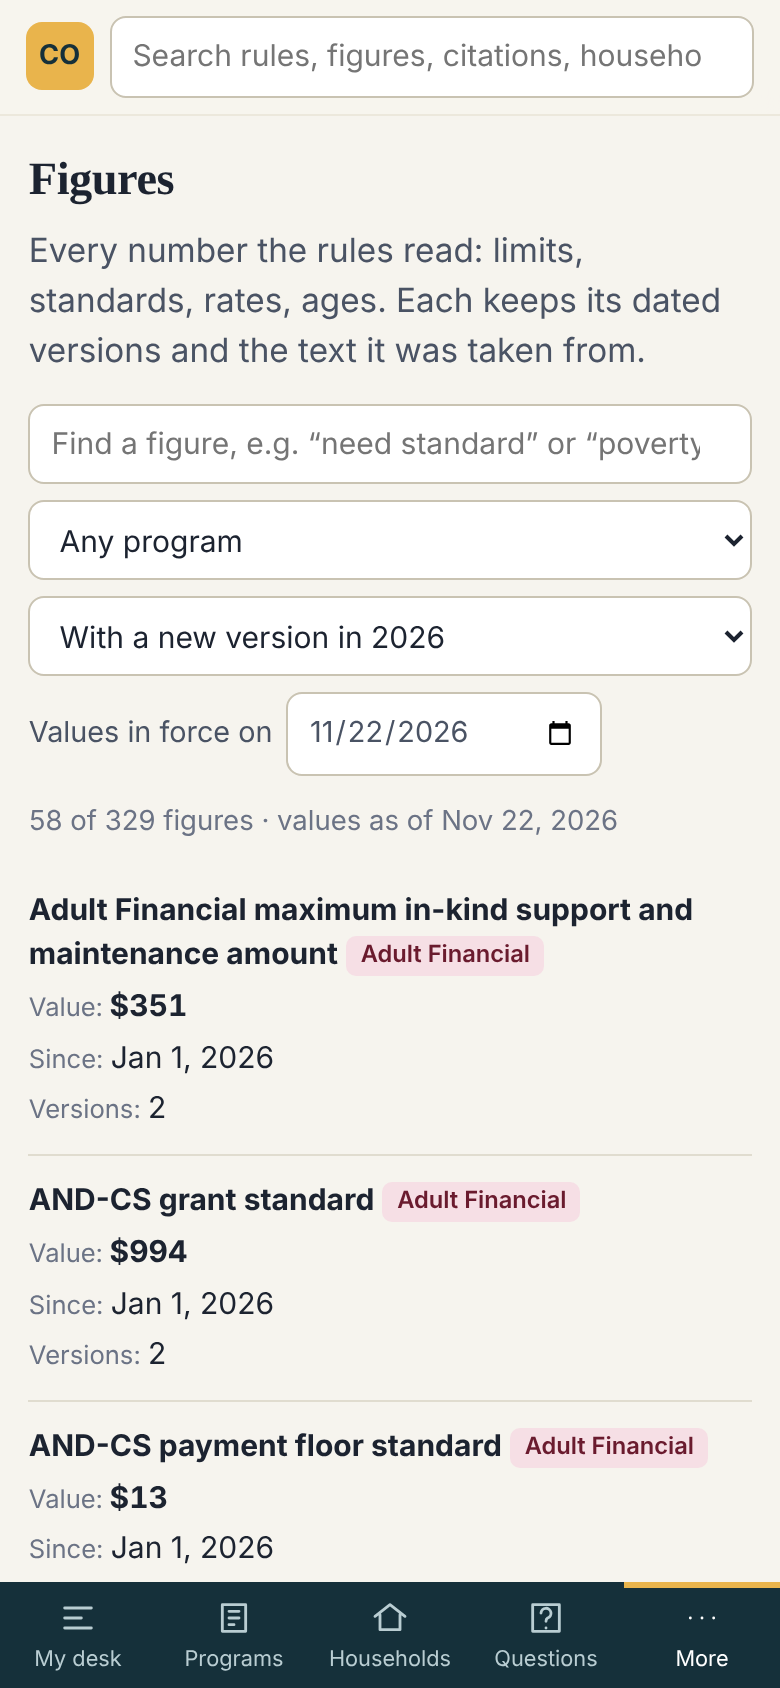 CO
Search rules, figures, citations, househo
Figures
Every number the rules read: limits,
standards, rates, ages. Each keeps its dated
versions and the text it was taken from.
Find a figure, e.g. “need standard” or “poverty
Any program
With a new version in 2026
Values in force on 11/22/2026
58 of 329 figures · values as of Nov 22, 2026
Adult Financial maximum in-kind support and
maintenance amount Adult Financial
Value: $351
Since: Jan 1, 2026
Versions: 2
AND-CS grant standard Adult Financial
Value: $994
Since: Jan 1, 2026
Versions: 2
AND-CS payment floor standard Adult Financial
Value: $13
Since: Jan 1, 2026
My desk Programs Households Questions More